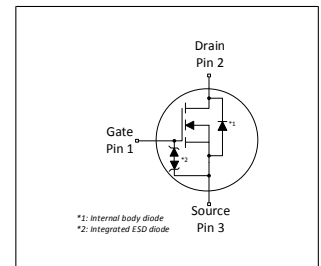 Drain
Pin 2
*1
Gate
Pin 1
*2
Source
Pin 3
*1: Internal body diode
*2: Integrated ESD diode